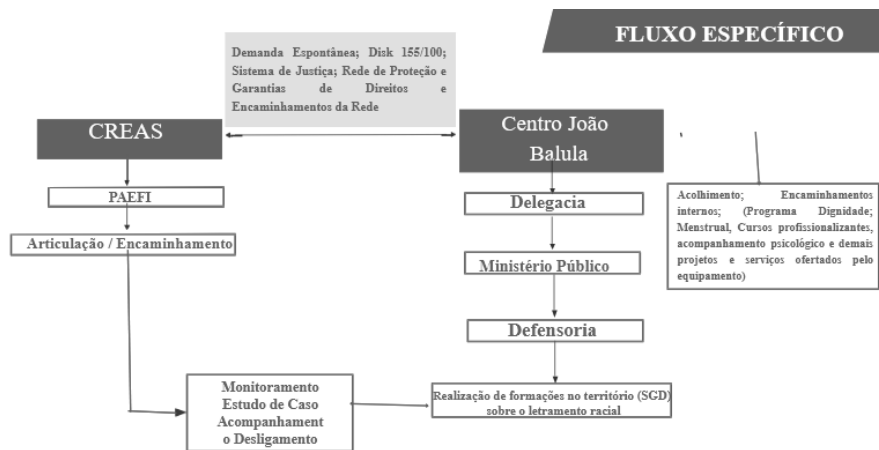 FLUXO ESPECÍFICO
Demanda Espontânea; Disk 155/100;
Sistema de Justiça; Rede de Proteção e
Garantias de Direitos e
Encaminhamentos da Rede
CREAS
Centro João
Balula
PAEFI
Articulação / Encaminhamento
Delegacia
Ministério Público
Defensoria
Acolhimento; Encaminhamentos
internos; (Programa Dignidade;
Menstrual, Cursos profissionalizantes,
acompanhamento psicológico e demais
projetos e serviços ofertados pelo
equipamento)
Monitoramento
Estudo de Caso
Acompanhament
o Desligamento
Realização de formações no território (SGD)
sobre o letramento racial